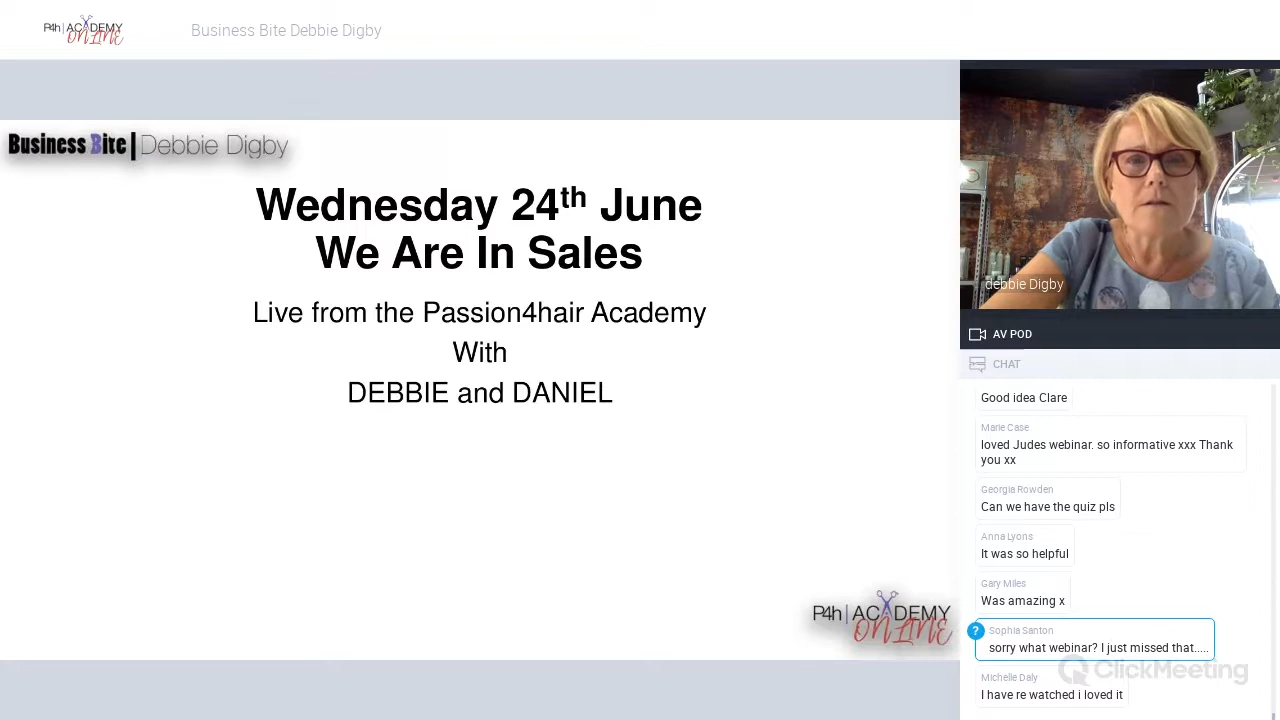 P4h | ACADEMY
ONLINE
Business Bite Debbie Digby
Business Bite | Debbie Digby
Wednesday 24th June
We Are In Sales
Live from the Passion4hair Academy
With
DEBBIE and DANIEL
P4h | ACADEMY
ONLINE
debbie Digby
AV POD
CHAT
Good idea Clare
Marie Case
loved Judes webinar. so informative xxx Thank
you xx
Georgia Rowden
Can we have the quiz pls
Anna Lyons
It was so helpful
Gary Miles
Was amazing x
?
Sophia Santon
sorry what webinar? I just missed that.....
ClickMeeting
Michelle Daly
I have re watched i loved it